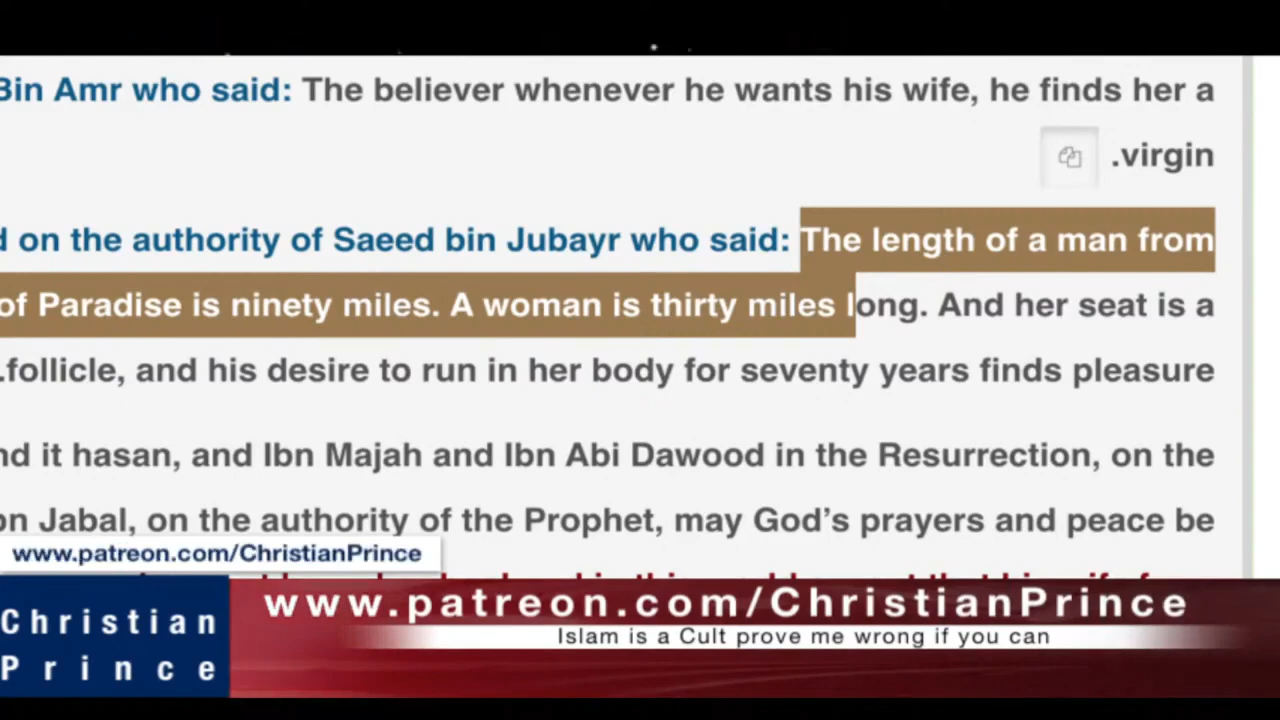 Bin Amr who said: The believer whenever he wants his wife, he finds her a
.virgin
on the authority of Saeed bin Jubayr who said: The length of a man from
of Paradise is ninety miles. A woman is thirty miles long. And her seat is a
.follicle, and his desire to run in her body for seventy years finds pleasure
it hasan, and Ibn Majah and Ibn Abi Dawood in the Resurrection, on the
Jabal, on the authority of the Prophet, may God's prayers and peace be
www.patreon.com/ChristianPrince
www.patreon.com/ChristianPrince
Islam is a Cult prove me wrong if you can
Christian
Prince